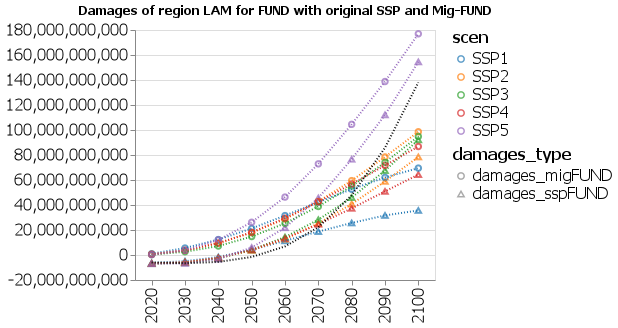 Damages of region LAM for FUND with original SSP and Mig-FUND
180,000,000,000
160,000,000,000
140,000,000,000
120,000,000,000
100,000,000,000
80,000,000,000
60,000,000,000
40,000,000,000
20,000,000,000
0
-20,000,000,000
2020
2030
2040
2050
2060
2070
2080
2090
2100
scen
SSP1
SSP2
SSP3
SSP4
SSP5
damages_type
damages_migFUND
damages_sspFUND